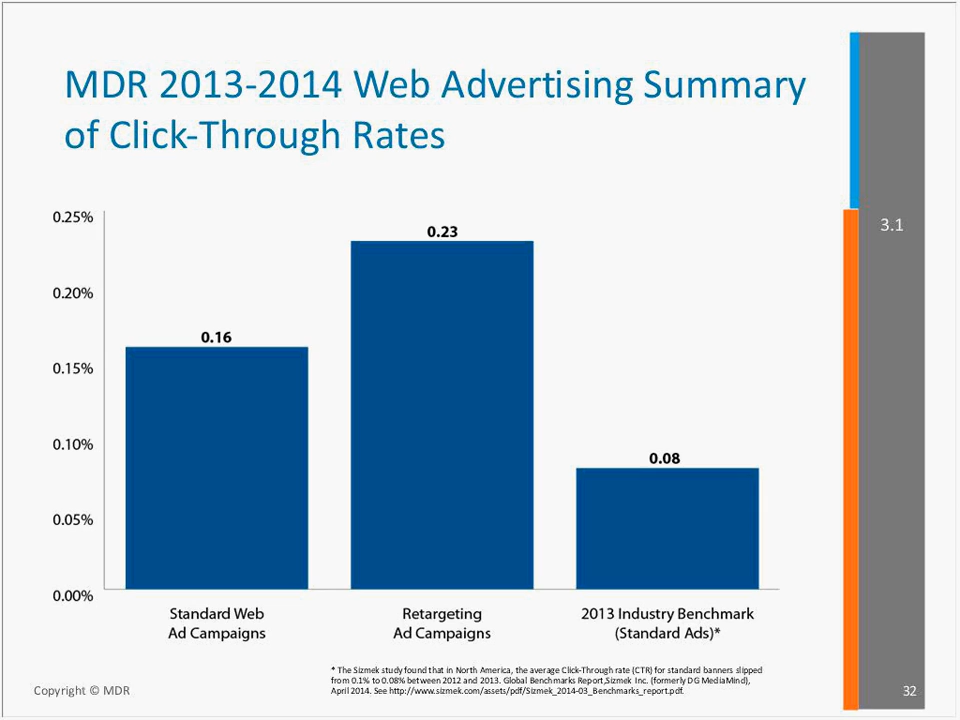 MDR 2013-2014 Web Advertising Summary
of Click-Through Rates
3.1
0.25%
0.20%
0.15%
0.10%
0.05%
0.00%
0.16
0.23
0.08
Standard Web
Ad Campaigns
Retargeting
Ad Campaigns
2013 Industry Benchmark
(Standard Ads)*
* The Sizmek study found that in North America, the average Click-Through rate (CTR) for standard banners slipped
from 0.1% to 0.08% between 2012 and 2013. Global Benchmarks Report,Sizmek Inc. (formerly DG MediaMind),
April 2014. See http://www.sizmek.com/assets/pdf/Sizmek_2014-03_Benchmarks_report.pdf.
Copyright © MDR
32